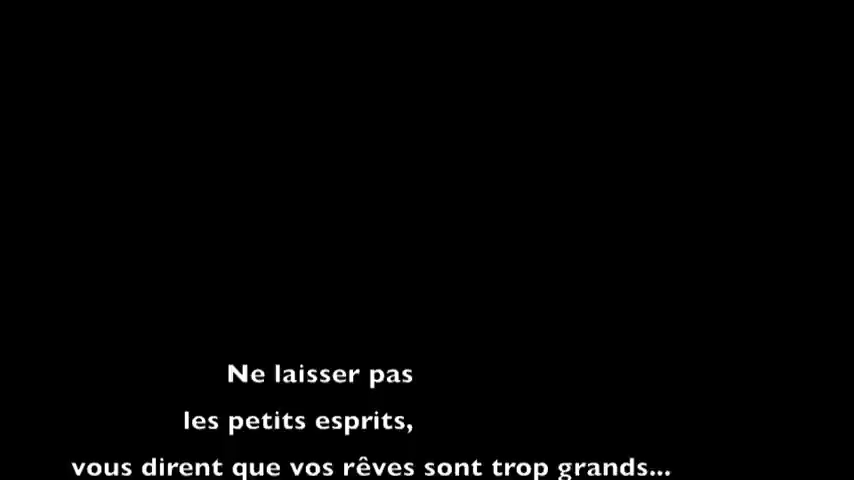 Ne laisser pas
les petits esprits,
vous dirent que vos rêves sont trop grands...